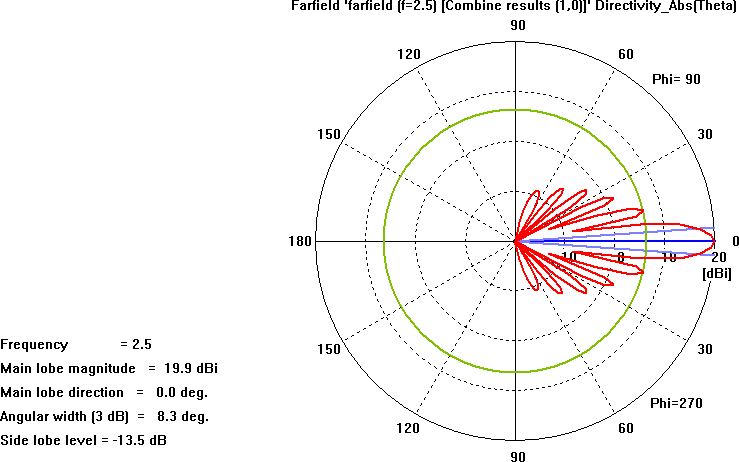 Farfield 'farfield (f=2.5) [Combine results (1,0)]' Directivity_Abs(Theta)
90
120
60
Phi= 90
150
30
180
0
10
8
18
20
[dBi]
150
30
Phi=270
120
60
90
Frequency = 2.5
Main lobe magnitude = 19.9 dBi
Main lobe direction = 0.0 deg.
Angular width (3 dB) = 8.3 deg.
Side lobe level = -13.5 dB